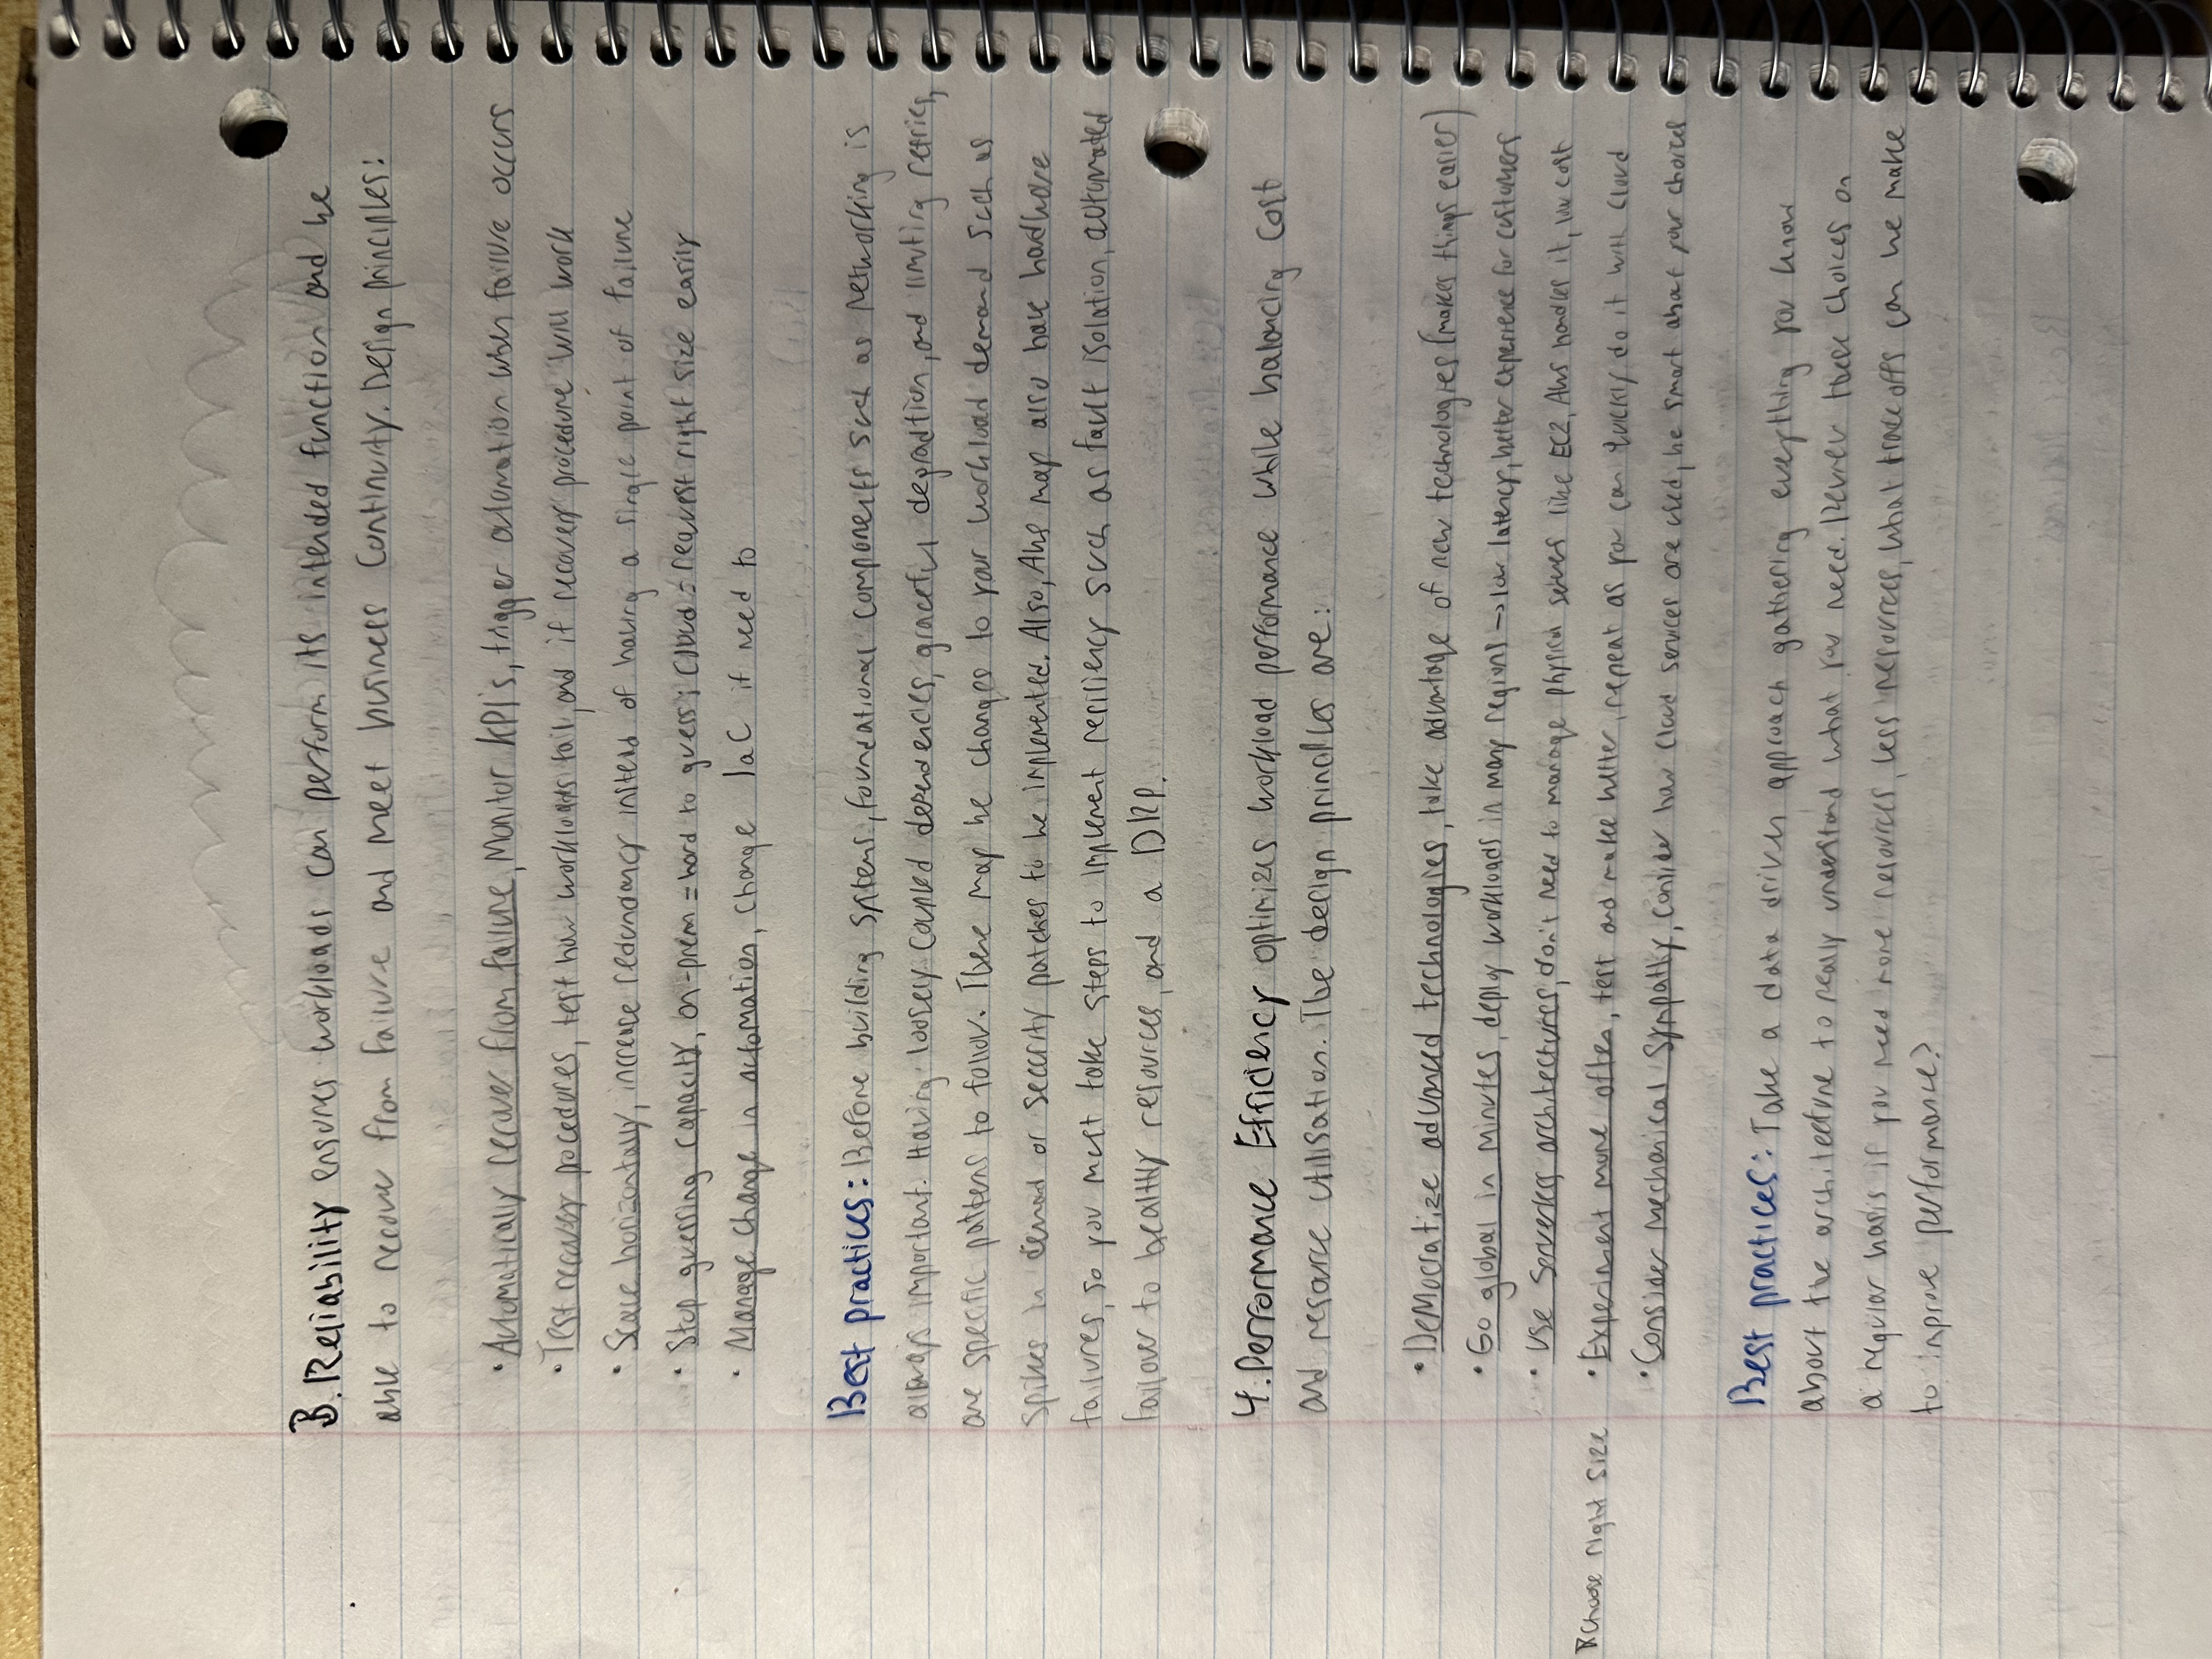 3. Reliability ensures workloads can perform its intended function and be
able to recover from failure and meet business continuity. Design principles:
• Automatically recover from failure, Monitor KPI's, trigger automation when failure occurs
• Test recovery procedures, test how workloads fail, and if recovery procedure will work
• Scale horizontally, increase redundancy instead of having a single point of failure
• Stop guessing capacity, on-prem = hard to guess; cloud = request right size easily
• Manage change in automation, change IaC if need to
Best practices: Before building systems, foundational components such as networking is
always important. Having loosely coupled dependencies, graceful degradtion, and limiting retries,
are specific patterns to follow. There may be changes to your workload demand such as
spikes in demand or security patches to be implemented. Also, AWS may also have hardware
failures, so you must take steps to implement resiliency such as fault isolation, automated
failover to healthy resources, and a DRP.
4. Performance Efficiency optimizes workload performance while balancing cost
and resource utilisation. The design principles are:
• Democratize advanced technologies, take advantage of new technologies (makes things easier)
• Go global in minutes, deploy workloads in many regions → low latency, better experience for customers
• Use serverless architectures, don't need to manage physical servers like EC2, AWS handles it, low cost
*Choose right size
• Experiment more often, test and make better, repeat as you can quickly do it with cloud
• Consider mechanical sympathy, consider how cloud services are used, be smart about your choices
Best practices: Take a data driven approach gathering everything you know
about the architecture to really understand what you need. Review these choices on
a regular basis if you need more resources, less resources, what trade offs can we make
to improve performance?